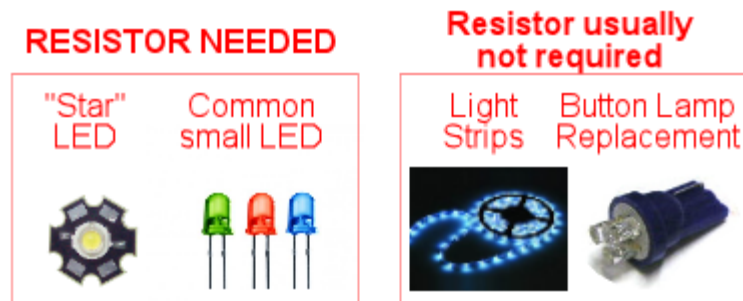 RESISTOR NEEDED
"Star"
LED
Common
small LED
Resistor usually
not required
Light
Strips
Button Lamp
Replacement